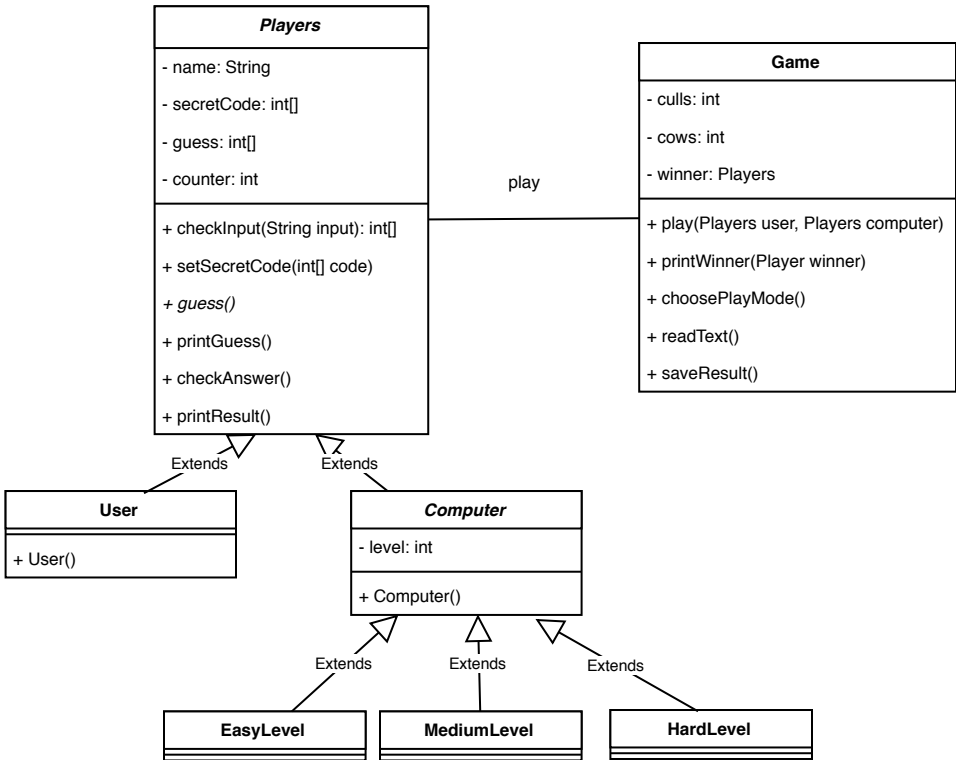 Players
- name: String
- secretCode: int[]
- guess: int[]
- counter: int
+ checkInput(String input): int[]
+ setSecretCode(int[] code)
+ guess()
+ printGuess()
+ checkAnswer()
+ printResult()
play
Game
- culls: int
- cows: int
- winner: Players
+ play(Players user, Players computer)
+ printWinner(Player winner)
+ choosePlayMode()
+ readText()
+ saveResult()
Extends
Extends
User
+ User()
Computer
- level: int
+ Computer()
Extends
Extends
Extends
EasyLevel
MediumLevel
HardLevel